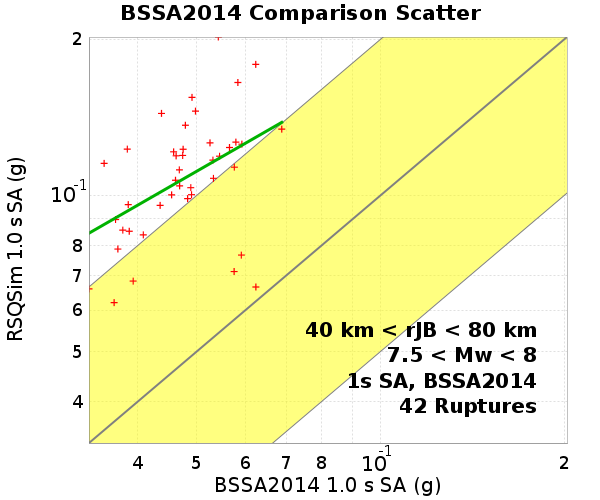 BSSA2014 Comparison Scatter
RSQSim 1.0 s SA (g)
2
10-1
8
7
6
5
4
40 km < rJB < 80 km
7.5 < Mw < 8
1s SA, BSSA2014
42 Ruptures
4 5 6 7 8 10-1 2
BSSA2014 1.0 s SA (g)